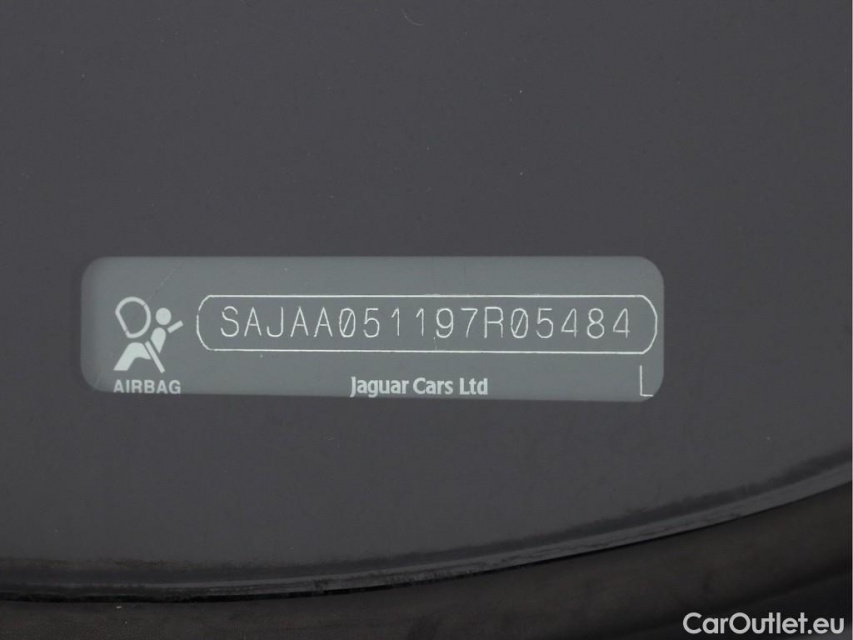 SAJAA051197R05484
AIRBAG
Jaguar Cars Ltd
L
CarOutlet.eu